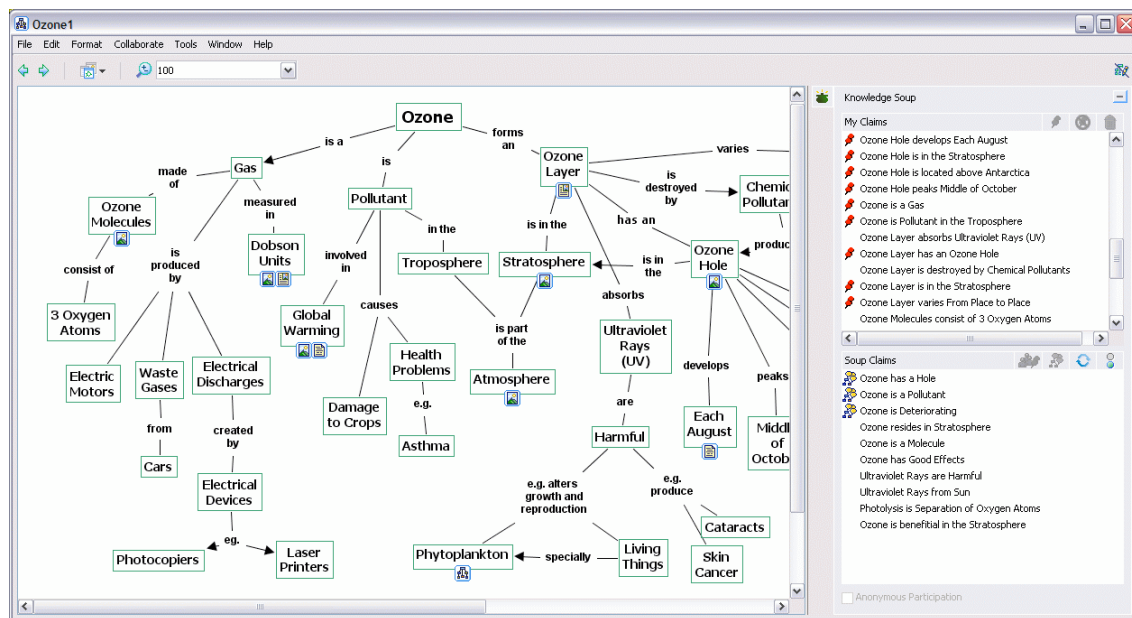 Ozone1
File Edit Format Collaborate Tools Window Help
100
Ozone
is a
is
forms
an
varies
Gas
made
of
measured
in
Ozone
Molecules
Dobson
Units
is
produced
by
consist of
3 Oxygen
Atoms
Electric
Motors
Waste
Gases
Electrical
Discharges
from
Cars
created
by
Electrical
Devices
eg.
Photocopiers
Laser
Printers
Pollutant
involved
in
Global
Warming
causes
Damage
to Crops
Health
Problems
e.g.
Asthma
in the
Troposphere
is part
of the
Atmosphere
Ozone
Layer
is in the
Stratosphere
is
destroyed
by
has an
Ozone
Hole
is in
the
absorbs
Ultraviolet
Rays
(UV)
are
Harmful
e.g. alters
growth and
reproduction
e.g.
produce
Phytoplankton
specially
Living
Things
Cataracts
Skin
Cancer
develops
Each
August
peaks
Middl
of
Octob
Chemic
Pollutan
produc
Knowledge Soup
My Claims
Ozone Hole develops Each August
Ozone Hole is in the Stratosphere
Ozone Hole is located above Antarctica
Ozone Hole peaks Middle of October
Ozone is a Gas
Ozone is Pollutant in the Troposphere
Ozone Layer absorbs Ultraviolet Rays (UV)
Ozone Layer has an Ozone Hole
Ozone Layer is destroyed by Chemical Pollutants
Ozone Layer is in the Stratosphere
Ozone Layer varies From Place to Place
Ozone Molecules consist of 3 Oxygen Atoms
Soup Claims
Ozone has a Hole
Ozone is a Pollutant
Ozone is Deteriorating
Ozone resides in Stratosphere
Ozone is a Molecule
Ozone has Good Effects
Ultraviolet Rays are Harmful
Ultraviolet Rays from Sun
Photolysis is Separation of Oxygen Atoms
Ozone is benefitial in the Stratosphere
Anonymous Participation